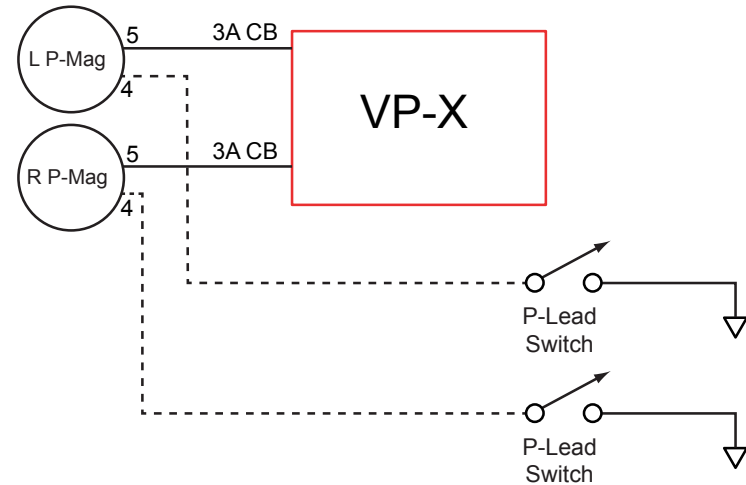 5
3A CB
L P-Mag
4
VP-X
5
3A CB
R P-Mag
4
P-Lead
Switch
P-Lead
Switch